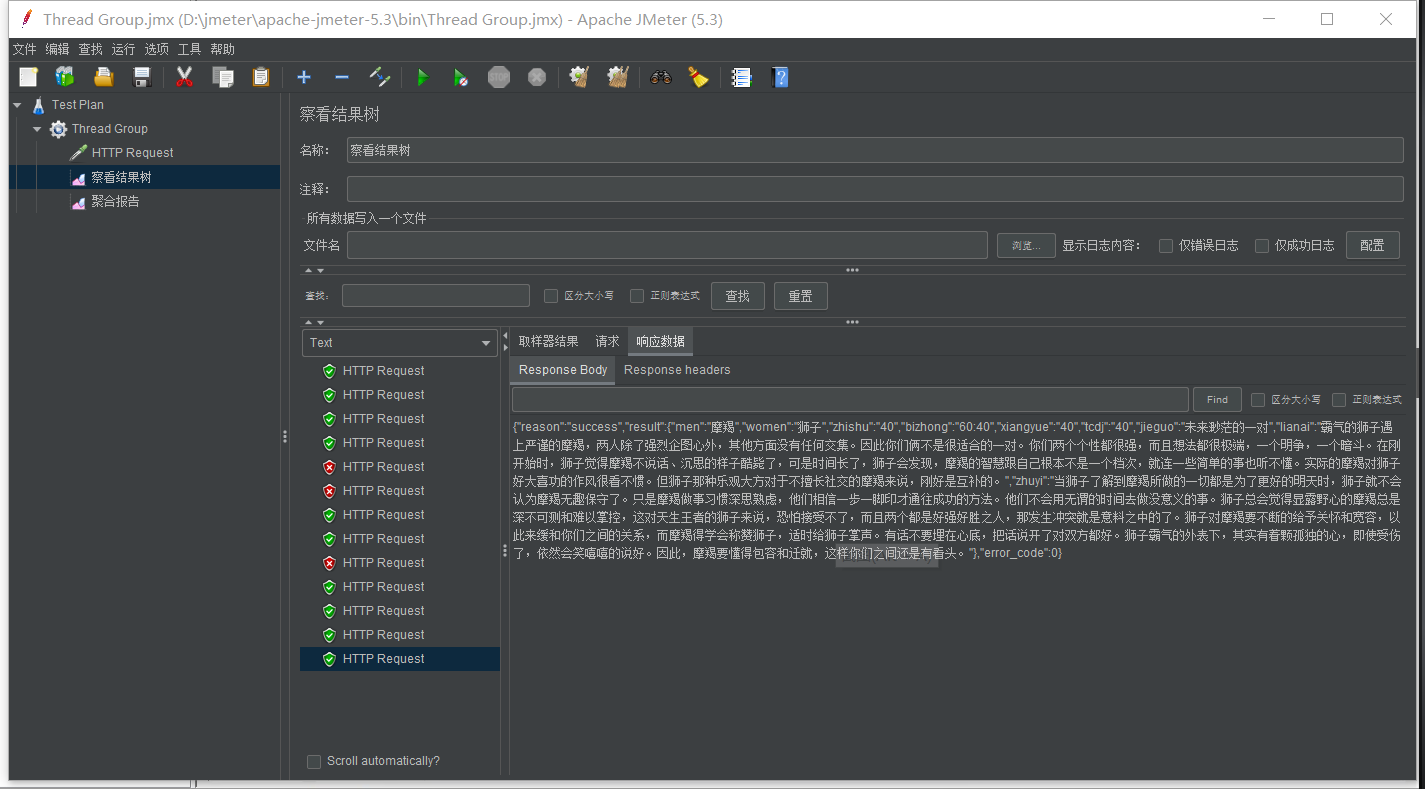 Thread Group.jmx (D:\jmeter\apache-jmeter-5.3\bin\Thread Group.jmx) - Apache JMeter (5.3)
文件 编辑 查找 运行 选项 工具 帮助
STOP
Test Plan
Thread Group
HTTP Request
察看结果树
聚合报告
察看结果树
名称： 察看结果树
注释：
所有数据写入一个文件
文件名 浏览... 显示日志内容： 仅错误日志 仅成功日志 配置
查找： 区分大小写 正则表达式 查找 重置
Text
HTTP Request
HTTP Request
HTTP Request
HTTP Request
HTTP Request
HTTP Request
HTTP Request
HTTP Request
HTTP Request
HTTP Request
HTTP Request
HTTP Request
HTTP Request
Scroll automatically?
取样器结果 请求 响应数据
Response Body Response headers
Find 区分大小写 正则表达式
{"reason":"success","result":{"men":"摩羯","women":"狮子","zhishu":"40","bizhong":"60:40","xiangyue":"40","tcdj":"40","jieguo":"未来渺茫的一对","lianai":"霸气的狮子遇
上严谨的摩羯，两人除了强烈企图心外，其他方面没有任何交集。因此你们俩不是很适合的一对。你们两个个性都很强，而且想法都很极端，一个明争，一个暗斗。在刚
开始时，狮子觉得摩羯不说话、沉思的样子酷毙了，可是时间长了，狮子会发现，摩羯的智慧跟自己根本不是一个档次，就连一些简单的事也听不懂。实际的摩羯对狮子
好大喜功的作风很看不惯。但狮子那种乐观大方对于不擅长社交的摩羯来说，刚好是互补的。","zhuyi":"当狮子了解到摩羯所做的一切都是为了更好的明天时，狮子就不会
认为摩羯无趣保守了。只是摩羯做事习惯深思熟虑，他们相信一步一脚印才通往成功的方法。他们不会用无谓的时间去做没意义的事。狮子总会觉得显露野心的摩羯总是
深不可测和难以掌控，这对天生王者的狮子来说，恐怕接受不了，而且两个都是好强好胜之人，那发生冲突就是意料之中的了。狮子对摩羯要不断的给予关怀和宽容，以
此来缓和你们之间的关系，而摩羯得学会称赞狮子，适时给狮子掌声。有话不要埋在心底，把话说开了对双方都好。狮子霸气的外表下，其实有着颗孤独的心，即使受伤
了，依然会笑嘻嘻的说好。因此，摩羯要懂得包容和迁就，这样你们之间还是有看头。"},"error_code":0}